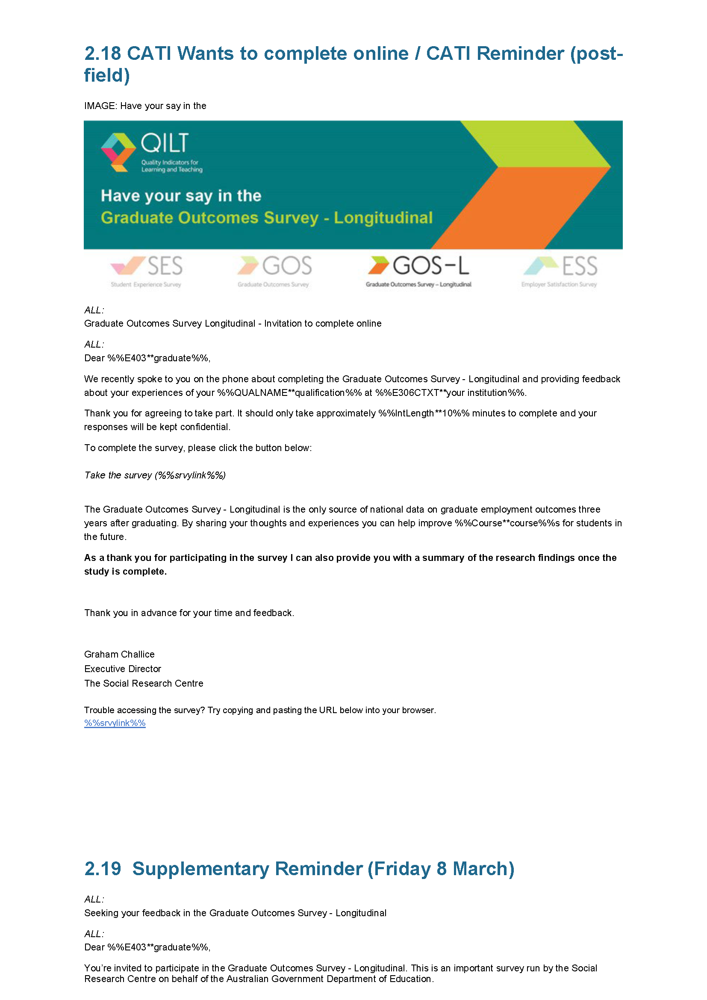 2.18 CATI Wants to complete online / CATI Reminder (post-
field)
IMAGE: Have your say in the
QILT
Quality Indicators for
Learning and Teaching
Have your say in the
Graduate Outcomes Survey - Longitudinal
SES
Student Experience Survey
GOS
Graduate Outcomes Survey
GOS-L
Graduate Outcomes Survey – Longitudinal
ESS
Employer Satisfaction Survey
ALL:
Graduate Outcomes Survey Longitudinal - Invitation to complete online
ALL:
Dear %%E403**graduate%%,
We recently spoke to you on the phone about completing the Graduate Outcomes Survey - Longitudinal and providing feedback
about your experiences of your %%QUALNAME**qualification%% at %%E306CTXT**your institution%%.
Thank you for agreeing to take part. It should only take approximately %%IntLength**10%% minutes to complete and your
responses will be kept confidential.
To complete the survey, please click the button below:
Take the survey (%%srvylink%%)
The Graduate Outcomes Survey - Longitudinal is the only source of national data on graduate employment outcomes three
years after graduating. By sharing your thoughts and experiences you can help improve %%Course**course%%s for students in
the future.
As a thank you for participating in the survey I can also provide you with a summary of the research findings once the
study is complete.
Thank you in advance for your time and feedback.
Graham Challice
Executive Director
The Social Research Centre
Trouble accessing the survey? Try copying and pasting the URL below into your browser.
%%srvylink%%
2.19 Supplementary Reminder (Friday 8 March)
ALL:
Seeking your feedback in the Graduate Outcomes Survey - Longitudinal
ALL:
Dear %%E403**graduate%%,
You’re invited to participate in the Graduate Outcomes Survey - Longitudinal. This is an important survey run by the Social
Research Centre on behalf of the Australian Government Department of Education.